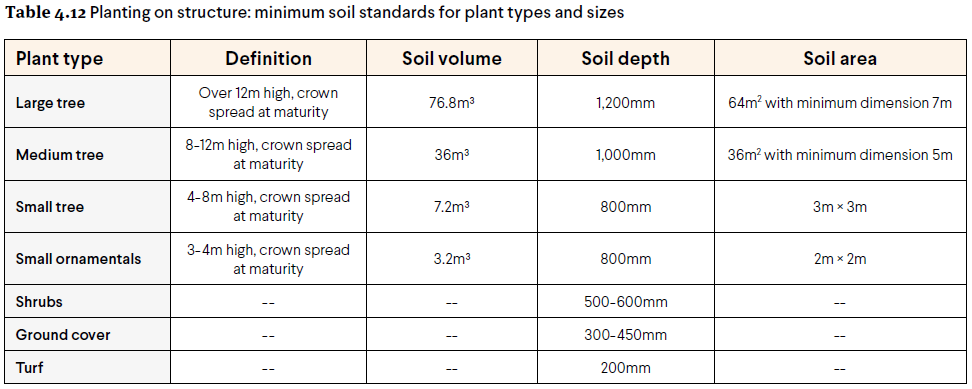 Table 4.12 Planting on structure: minimum soil standards for plant types and sizes
Plant type Definition Soil volume Soil depth Soil area
Large tree Over 12m high, crown spread at maturity 76.8m³ 1,200mm 64m² with minimum dimension 7m
Medium tree 8-12m high, crown spread at maturity 36m³ 1,000mm 36m² with minimum dimension 5m
Small tree 4-8m high, crown spread at maturity 7.2m³ 800mm 3m × 3m
Small ornamentals 3-4m high, crown spread at maturity 3.2m³ 800mm 2m × 2m
Shrubs -- -- 500-600mm --
Ground cover -- -- 300-450mm --
Turf -- -- 200mm --